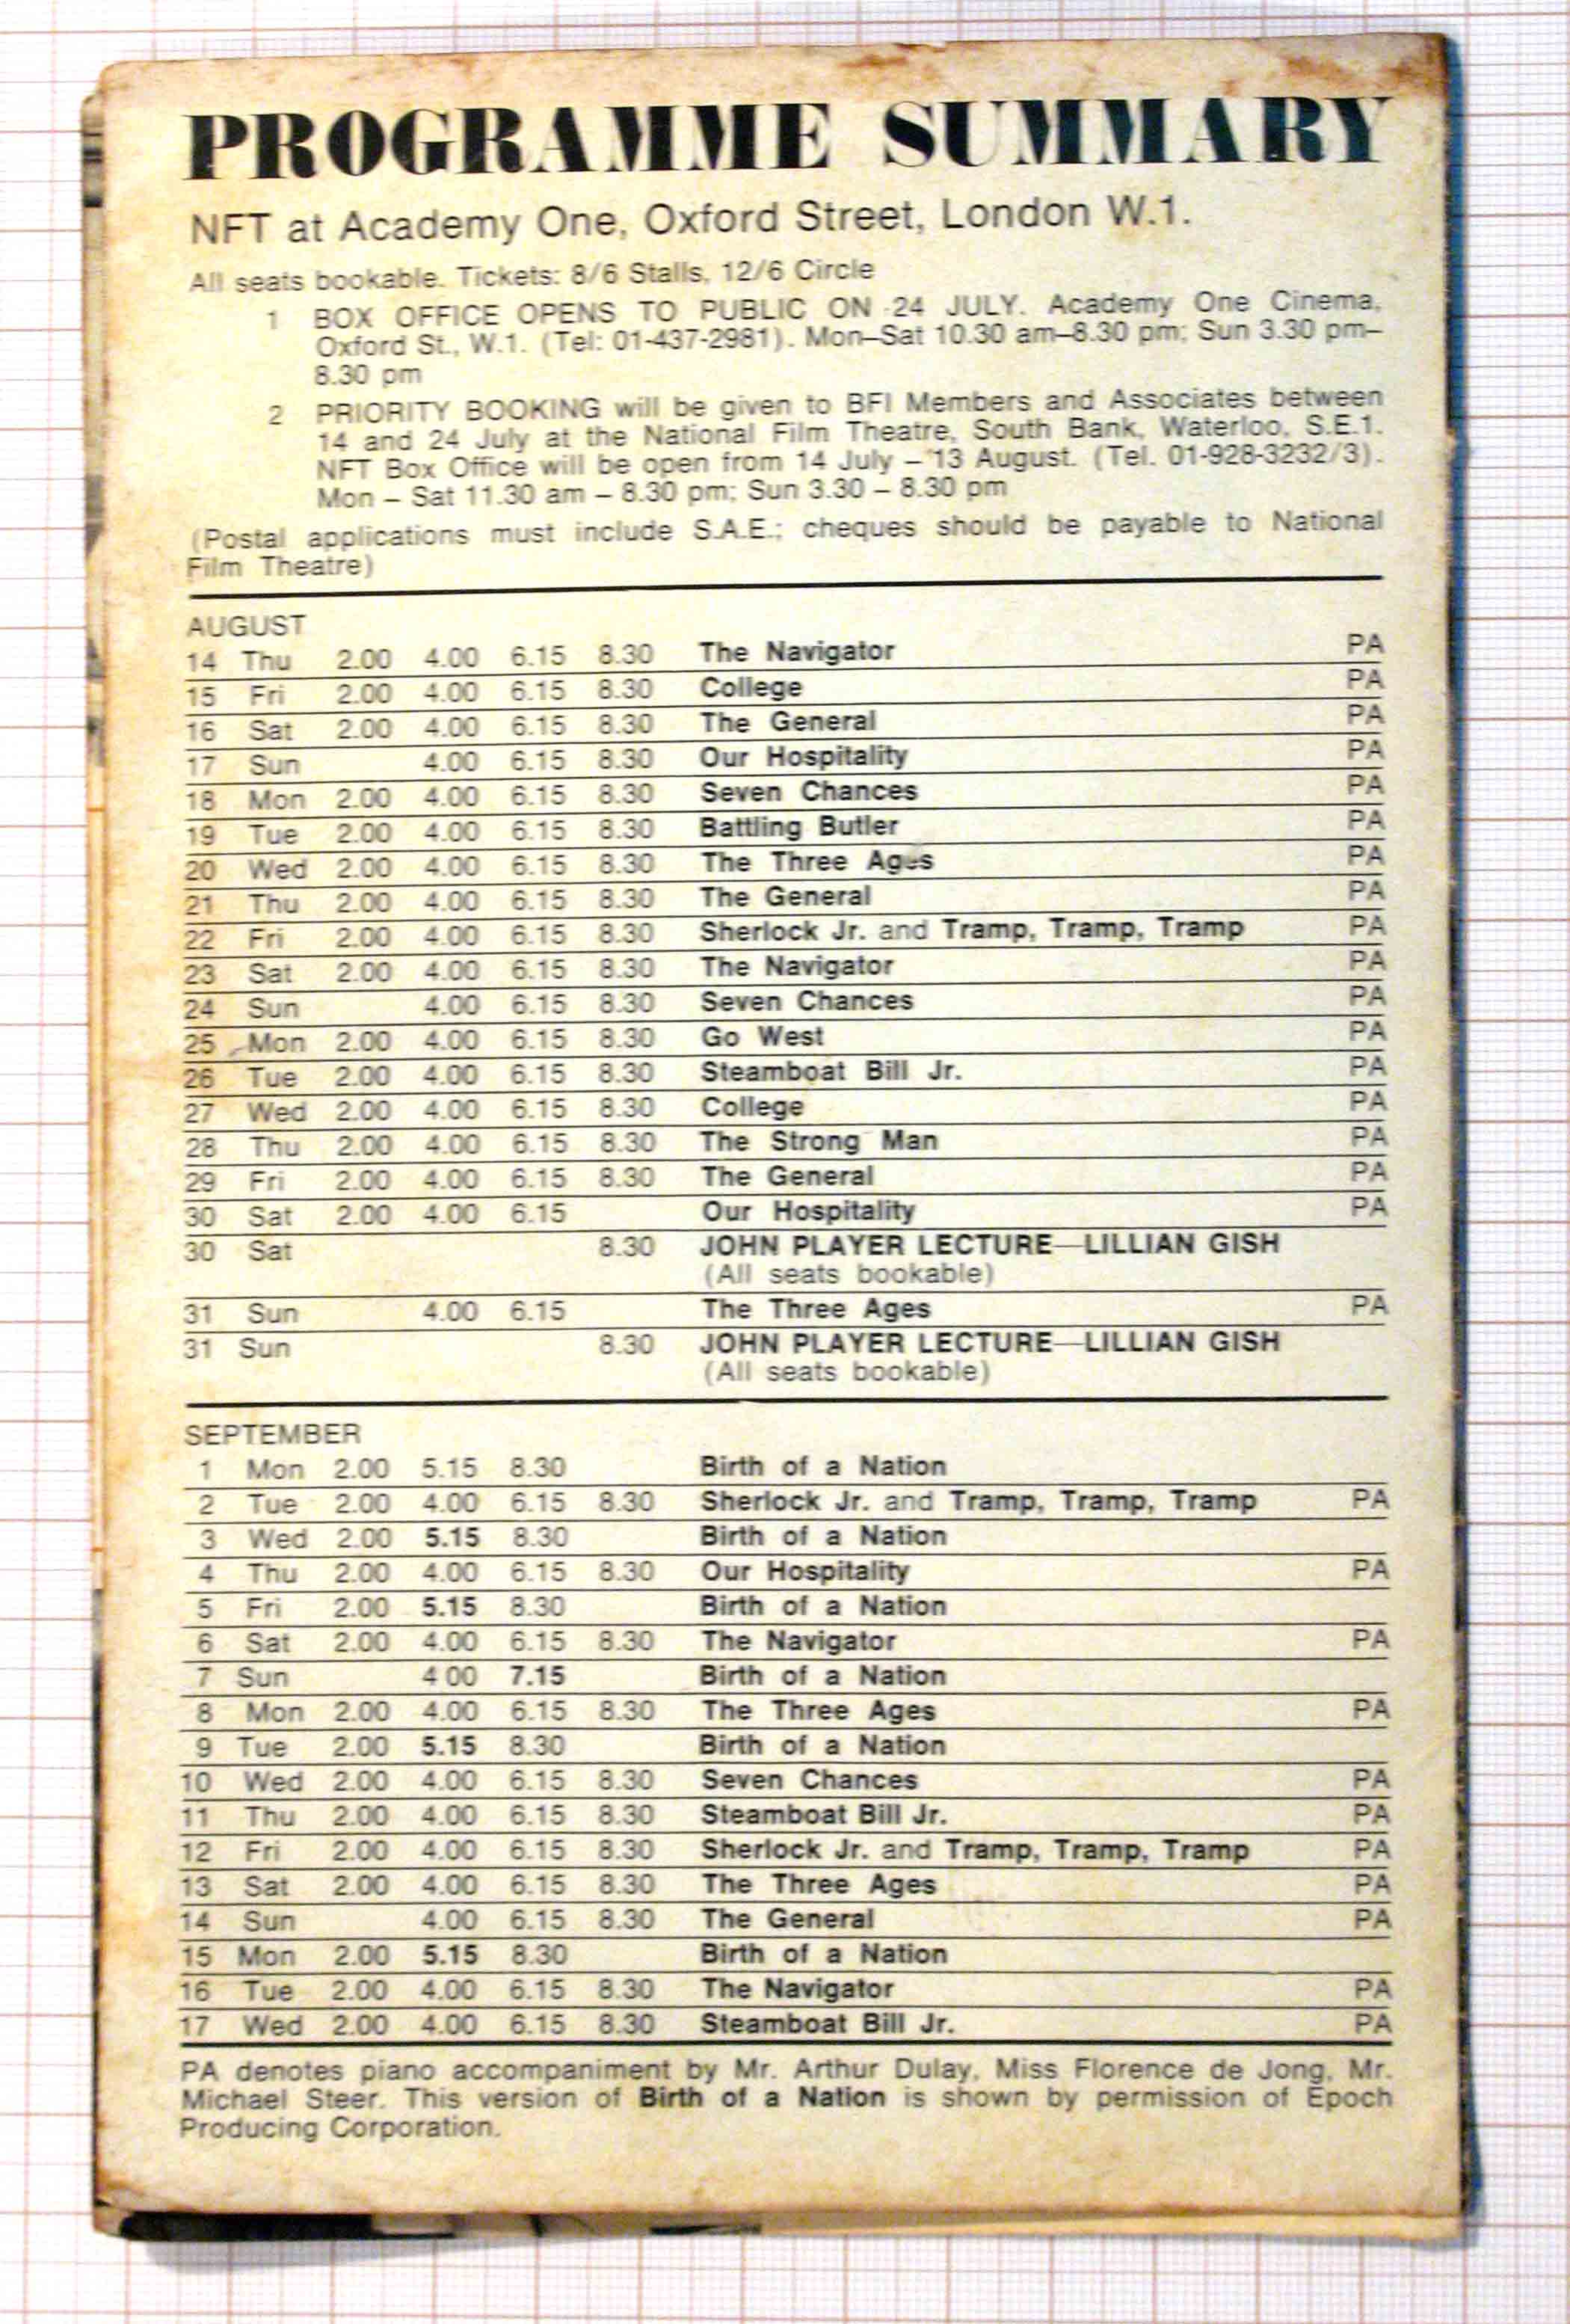 PROGRAMME SUMMARY
NFT at Academy One, Oxford Street, London W.1.
All seats bookable. Tickets: 8/6 Stalls, 12/6 Circle
1 BOX OFFICE OPENS TO PUBLIC ON 24 JULY. Academy One Cinema,
Oxford St., W.1. (Tel: 01-437-2981). Mon–Sat 10.30 am–8.30 pm; Sun 3.30 pm–
8.30 pm
2 PRIORITY BOOKING will be given to BFI Members and Associates between
14 and 24 July at the National Film Theatre, South Bank, Waterloo, S.E.1.
NFT Box Office will be open from 14 July – 13 August. (Tel. 01-928-3232/3).
Mon – Sat 11.30 am – 8.30 pm; Sun 3.30 – 8.30 pm
(Postal applications must include S.A.E.; cheques should be payable to National
Film Theatre)
AUGUST
14 Thu 2.00 4.00 6.15 8.30 The Navigator PA
15 Fri 2.00 4.00 6.15 8.30 College PA
16 Sat 2.00 4.00 6.15 8.30 The General PA
17 Sun 4.00 6.15 8.30 Our Hospitality PA
18 Mon 2.00 4.00 6.15 8.30 Seven Chances PA
19 Tue 2.00 4.00 6.15 8.30 Battling Butler PA
20 Wed 2.00 4.00 6.15 8.30 The Three Ages PA
21 Thu 2.00 4.00 6.15 8.30 The General PA
22 Fri 2.00 4.00 6.15 8.30 Sherlock Jr. and Tramp, Tramp, Tramp PA
23 Sat 2.00 4.00 6.15 8.30 The Navigator PA
24 Sun 4.00 6.15 8.30 Seven Chances PA
25 Mon 2.00 4.00 6.15 8.30 Go West PA
26 Tue 2.00 4.00 6.15 8.30 Steamboat Bill Jr. PA
27 Wed 2.00 4.00 6.15 8.30 College PA
28 Thu 2.00 4.00 6.15 8.30 The Strong Man PA
29 Fri 2.00 4.00 6.15 8.30 The General PA
30 Sat 2.00 4.00 6.15 Our Hospitality PA
30 Sat 8.30 JOHN PLAYER LECTURE—LILLIAN GISH
(All seats bookable)
31 Sun 4.00 6.15 The Three Ages PA
31 Sun 8.30 JOHN PLAYER LECTURE—LILLIAN GISH
(All seats bookable)
SEPTEMBER
1 Mon 2.00 5.15 8.30 Birth of a Nation
2 Tue 2.00 4.00 6.15 8.30 Sherlock Jr. and Tramp, Tramp, Tramp PA
3 Wed 2.00 5.15 8.30 Birth of a Nation
4 Thu 2.00 4.00 6.15 8.30 Our Hospitality PA
5 Fri 2.00 5.15 8.30 Birth of a Nation
6 Sat 2.00 4.00 6.15 8.30 The Navigator PA
7 Sun 4 00 7.15 Birth of a Nation
8 Mon 2.00 4.00 6.15 8.30 The Three Ages PA
9 Tue 2.00 5.15 8.30 Birth of a Nation
10 Wed 2.00 4.00 6.15 8.30 Seven Chances PA
11 Thu 2.00 4.00 6.15 8.30 Steamboat Bill Jr. PA
12 Fri 2.00 4.00 6.15 8.30 Sherlock Jr. and Tramp, Tramp, Tramp PA
13 Sat 2.00 4.00 6.15 8.30 The Three Ages PA
14 Sun 4.00 6.15 8.30 The General PA
15 Mon 2.00 5.15 8.30 Birth of a Nation
16 Tue 2.00 4.00 6.15 8.30 The Navigator PA
17 Wed 2.00 4.00 6.15 8.30 Steamboat Bill Jr. PA
PA denotes piano accompaniment by Mr. Arthur Dulay, Miss Florence de Jong, Mr.
Michael Steer. This version of Birth of a Nation is shown by permission of Epoch
Producing Corporation.